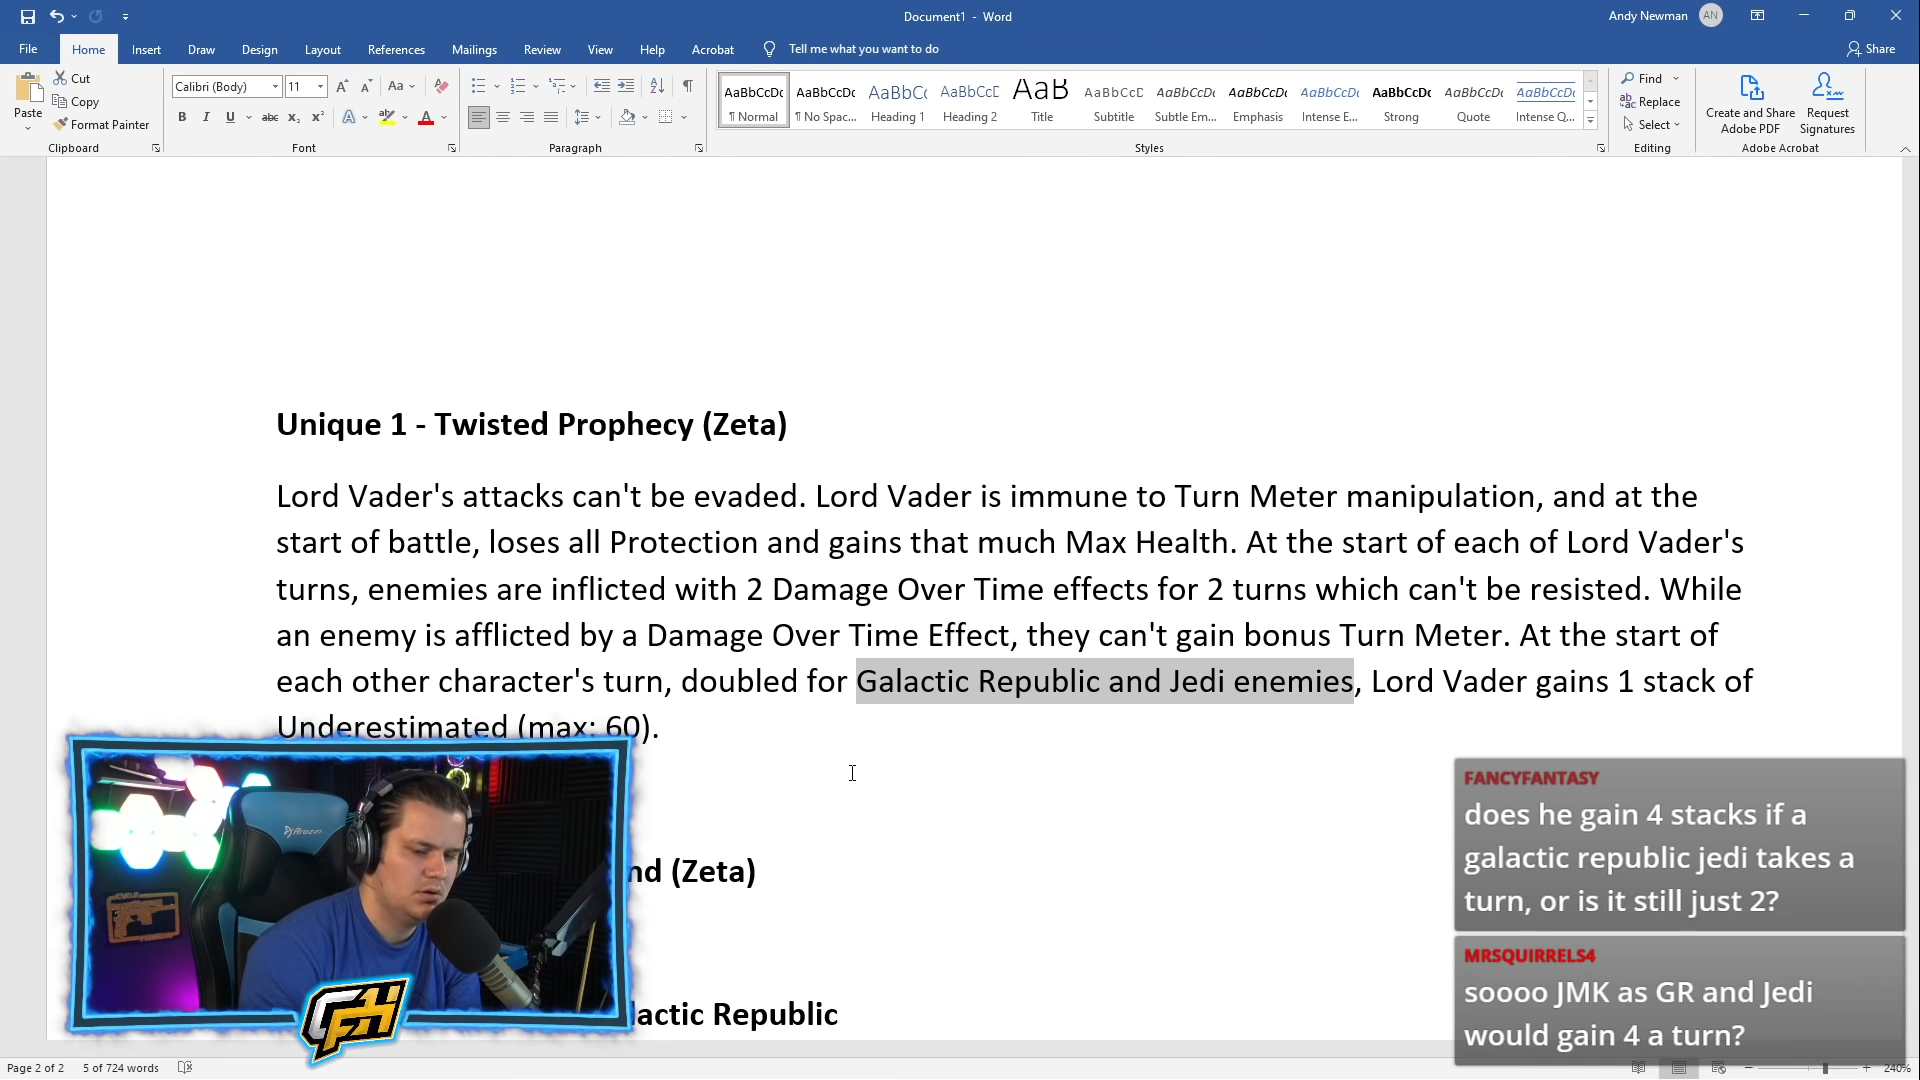 Document1 - Word
Andy Newman AN
File Home Insert Draw Design Layout References Mailings Review View Help Acrobat Tell me what you want to do Share
Paste
Cut
Copy
Format Painter
Clipboard
Calibri (Body) 11 Aa
B I U abc x₂ x² A A
Font
Paragraph
AaBbCcDc AaBbCcDc AaBbC( AaBbCcD AaB AaBbCcD AaBbCcDc AaBbCcDc AaBbCcDc AaBbCcDc AaBbCcDc AaBbCcDc
¶ Normal ¶ No Spac... Heading 1 Heading 2 Title Subtitle Subtle Em... Emphasis Intense E... Strong Quote Intense Q...
Styles
Find
Replace
Select
Editing
Create and Share
Adobe PDF
Request
Signatures
Adobe Acrobat
Unique 1 - Twisted Prophecy (Zeta)
Lord Vader's attacks can't be evaded. Lord Vader is immune to Turn Meter manipulation, and at the
start of battle, loses all Protection and gains that much Max Health. At the start of each of Lord Vader's
turns, enemies are inflicted with 2 Damage Over Time effects for 2 turns which can't be resisted. While
an enemy is afflicted by a Damage Over Time Effect, they can't gain bonus Turn Meter. At the start of
each other character's turn, doubled for Galactic Republic and Jedi enemies, Lord Vader gains 1 stack of
Underestimated (max: 60).
nd (Zeta)
lactic Republic
FANCYFANTASY
does he gain 4 stacks if a
galactic republic jedi takes a
turn, or is it still just 2?
MRSQUIRRELS4
soooo JMK as GR and Jedi
would gain 4 a turn?
Arozzi
Page 2 of 2 5 of 724 words
240%